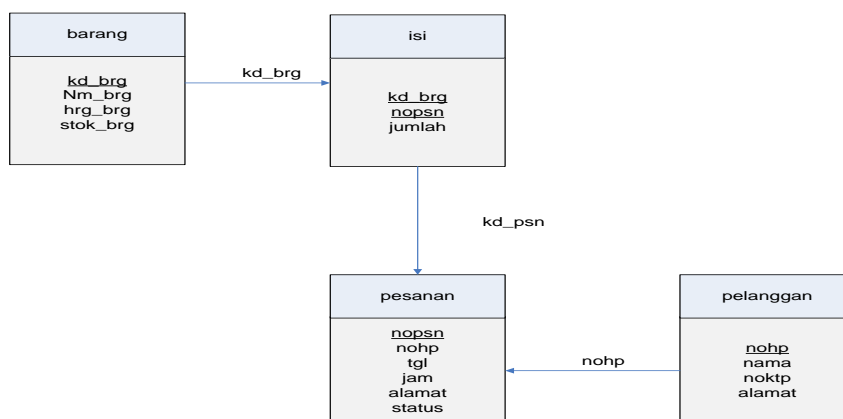 barang
kd_brg
Nm_brg
hrg_brg
stok_brg
kd_brg
isi
kd_brg
nopsn
jumlah
kd_psn
pesanan
nopsn
nohp
tgl
jam
alamat
status
nohp
pelanggan
nohp
nama
noktp
alamat